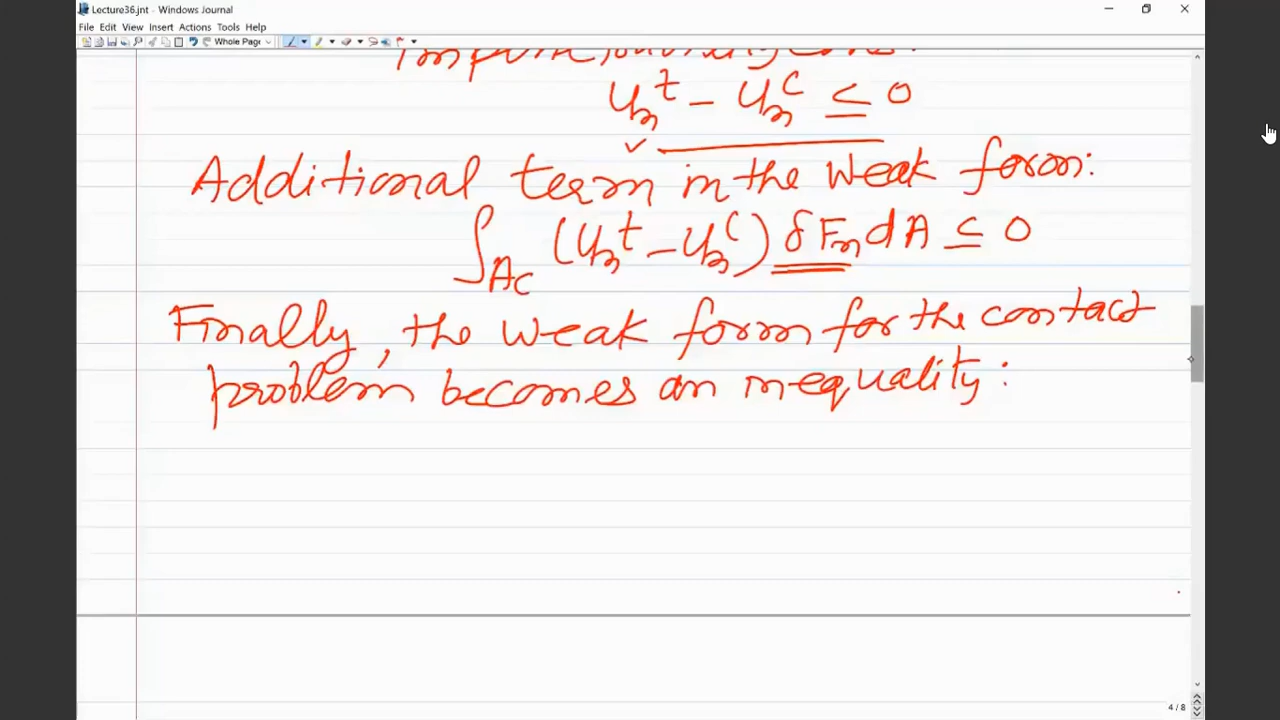 Lecture36.jnt - Windows Journal
File Edit View Insert Actions Tools Help
Whole Page
u_n^t - u_n^c ≤ 0
Additional term in the weak form:
∫_{A_c} (u_n^t - u_n^c) δF_n dA ≤ 0
Finally, the weak form for the contact
problem becomes an inequality:
4 / 8